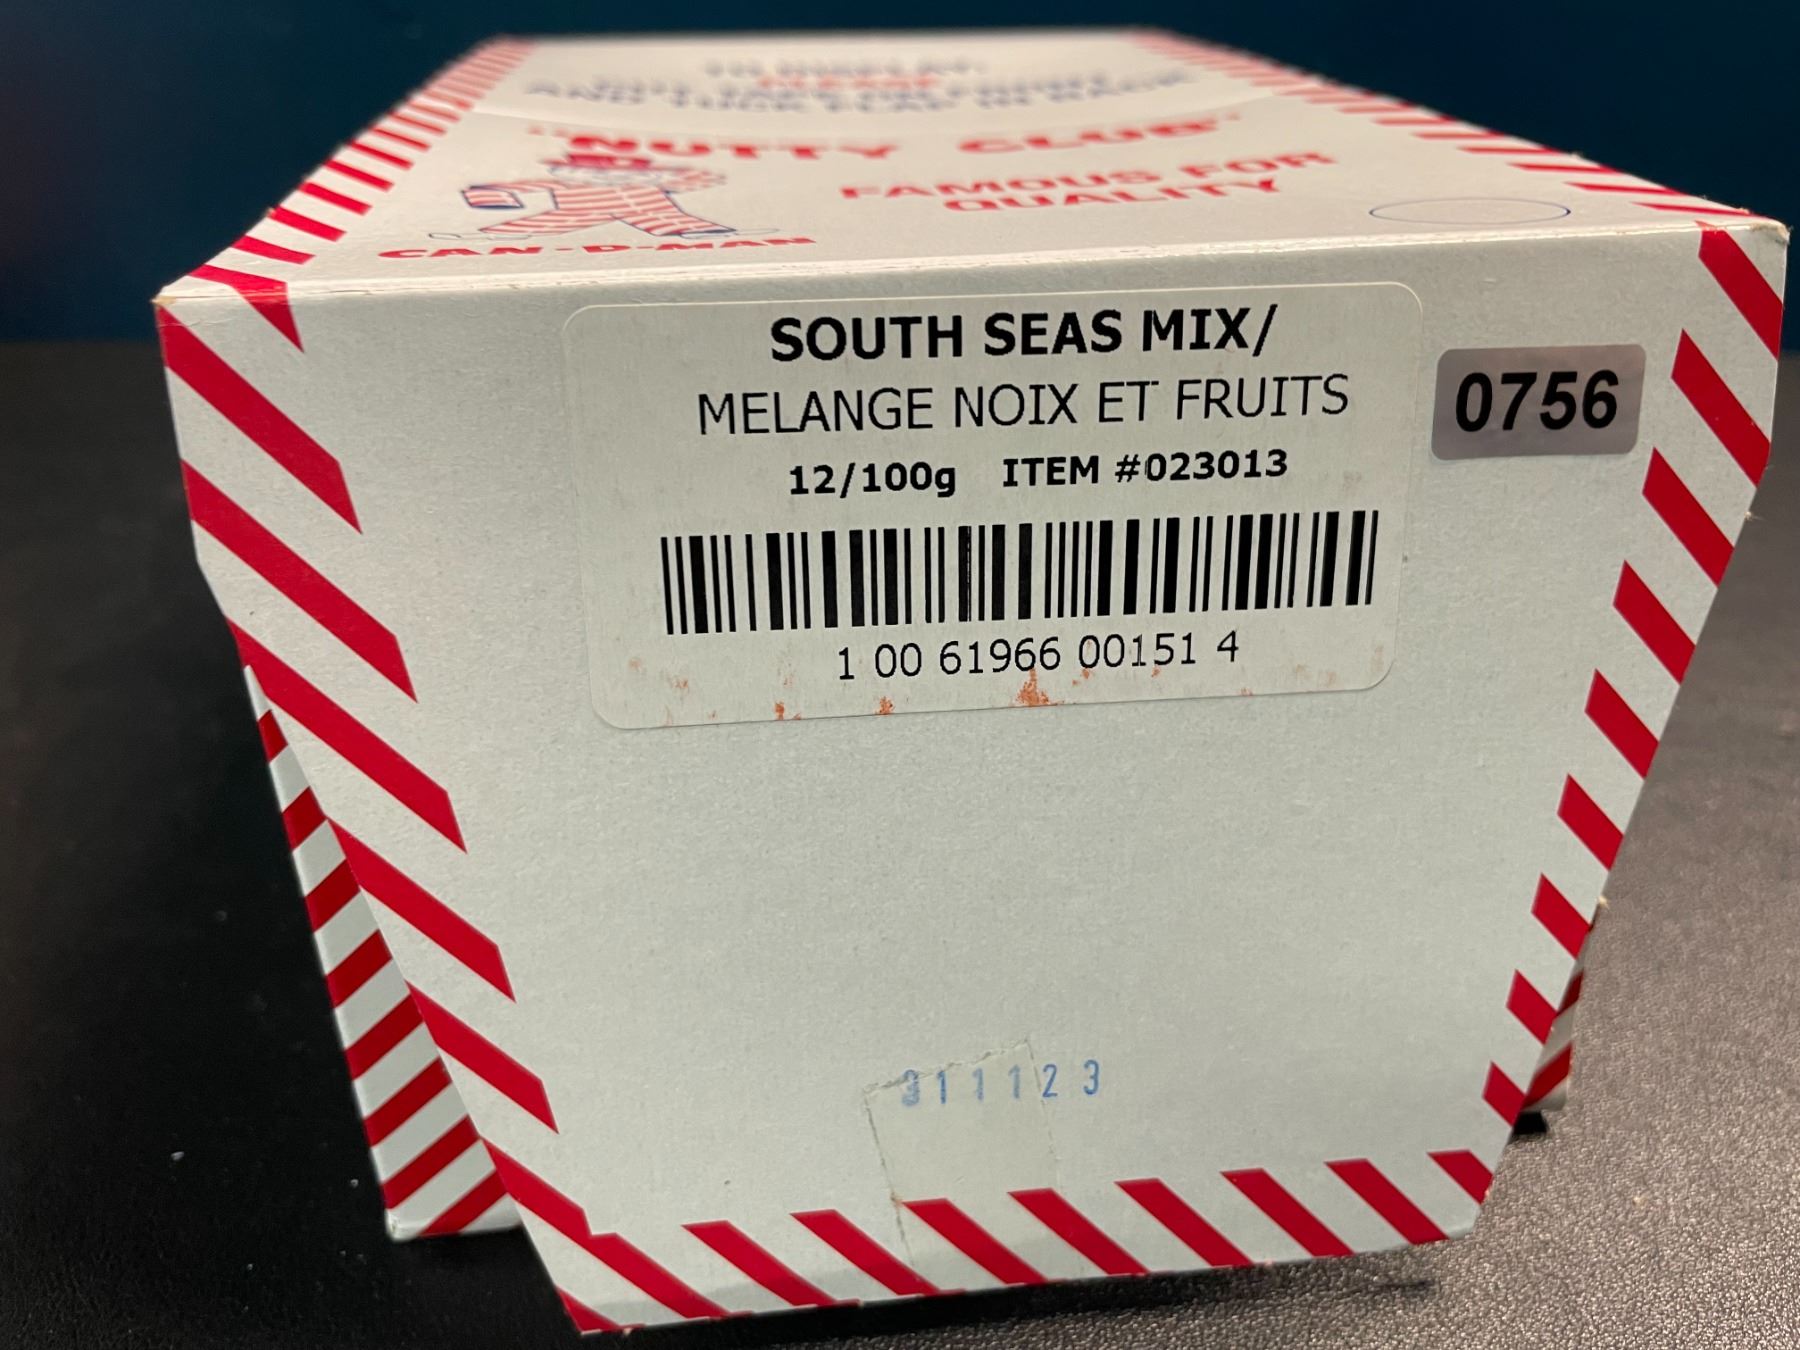 "NUTTY CLUB"
FAMOUS FOR
QUALITY
CAN-D-MAN
SOUTH SEAS MIX/
MELANGE NOIX ET FRUITS
12/100g ITEM #023013
0756
1 00 61966 00151 4
311123